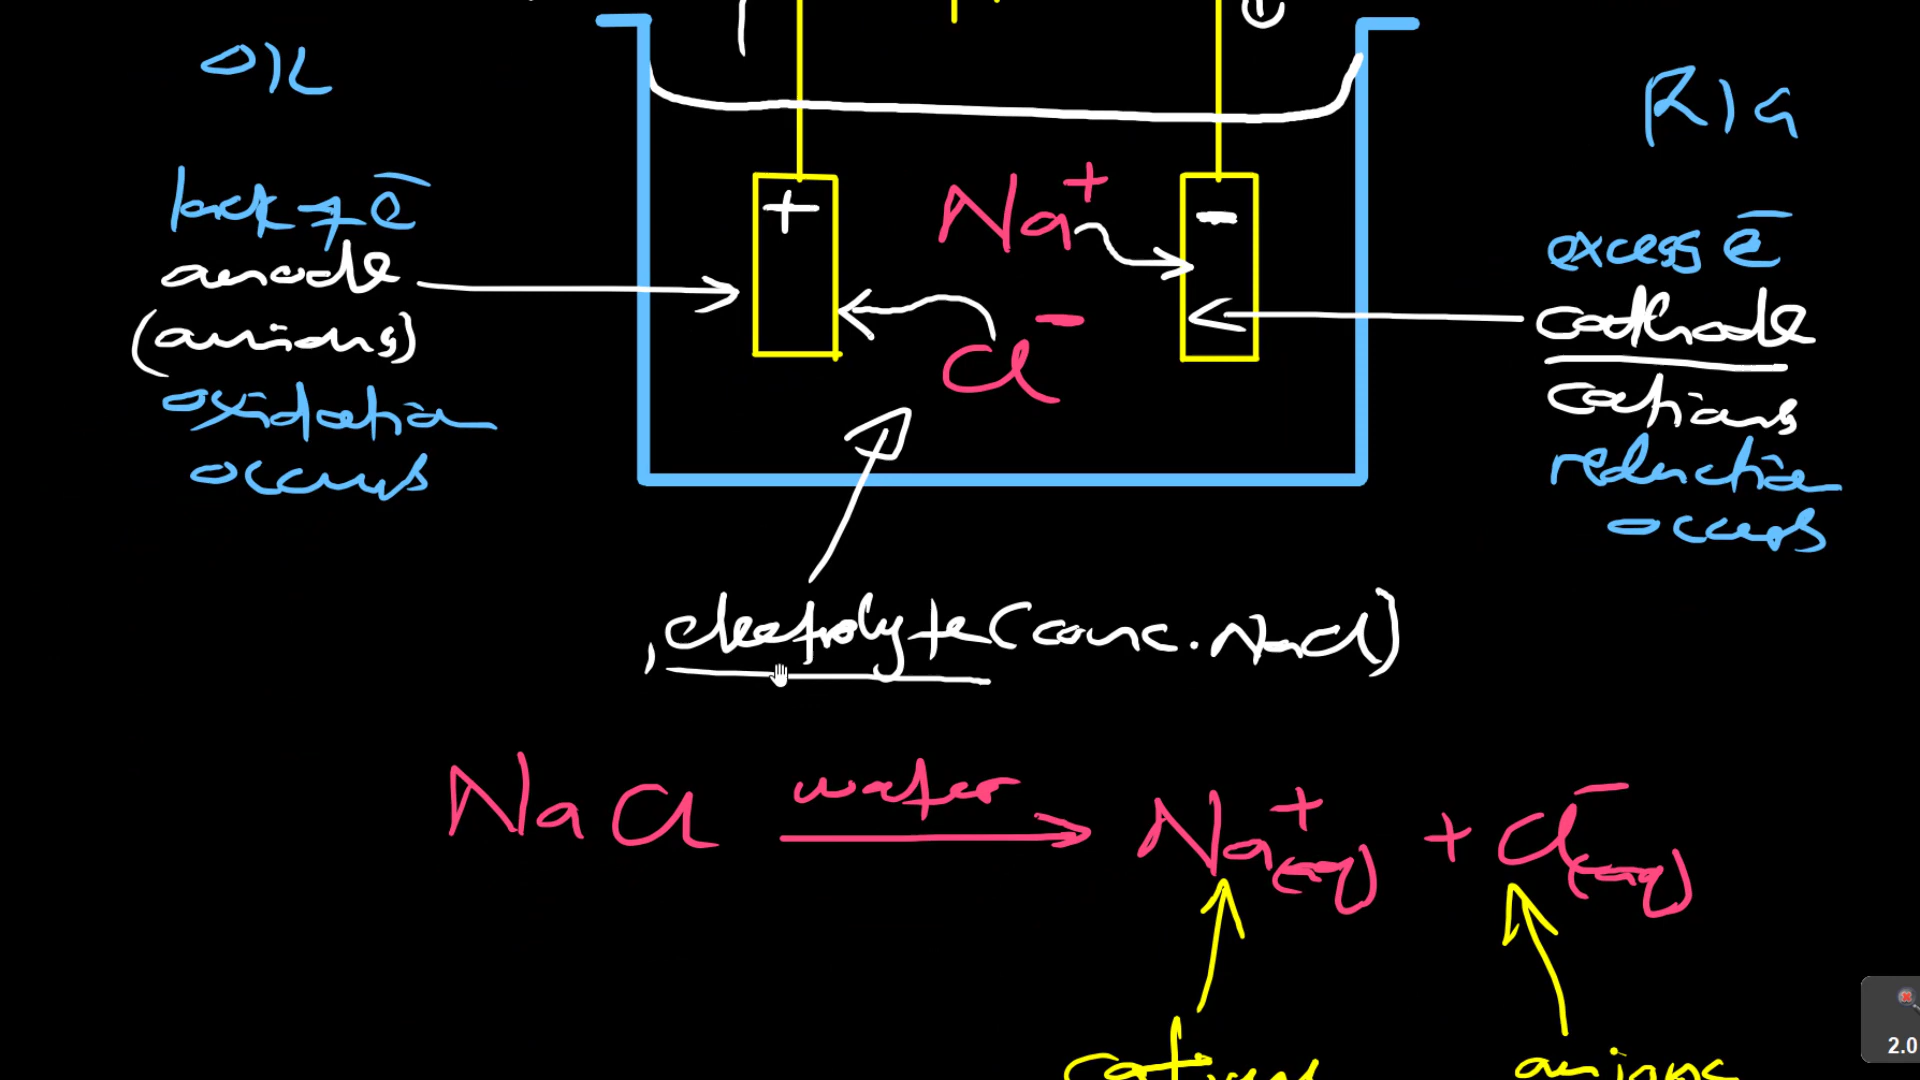 OIL
RIG
lack of e⁻
excess e⁻
anode
(anions)
cathode
cations
oxidation
occurs
reduction
occurs
+
-
Na⁺
Cl⁻
, electrolyte (conc. NaCl)
NaCl water → Na⁺(aq) + Cl⁻(aq)
cations
anions
2.0